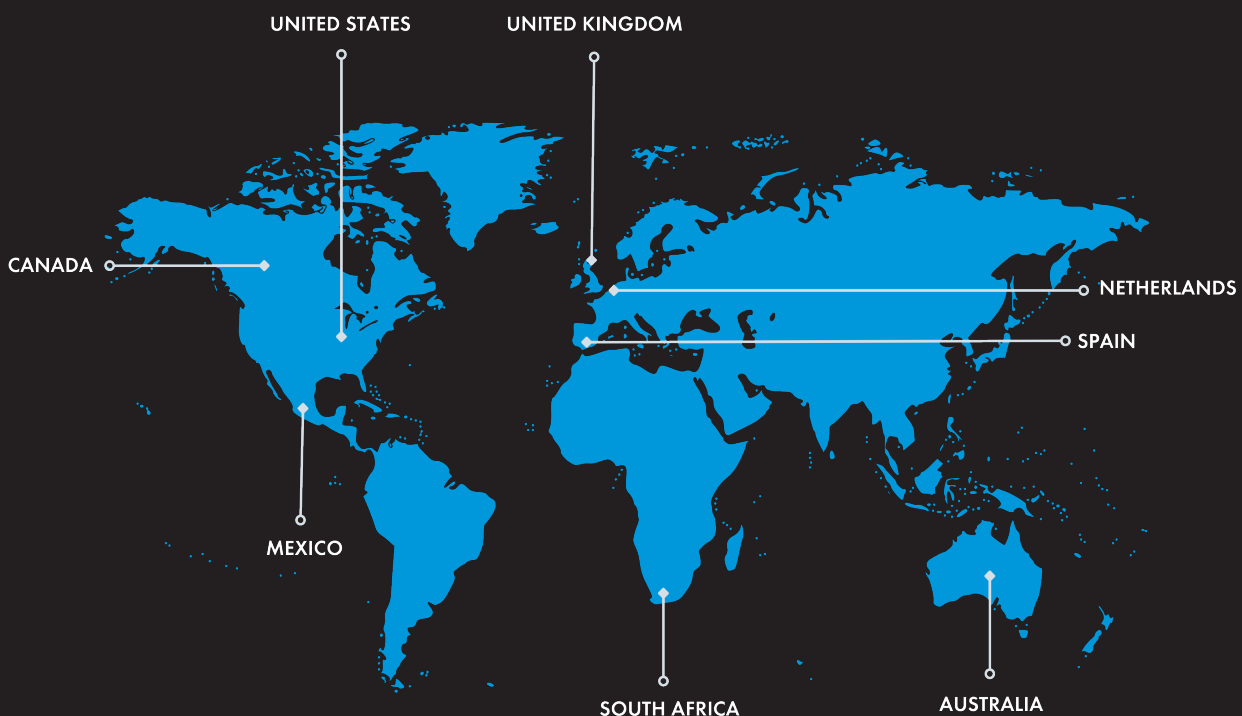 UNITED STATES
UNITED KINGDOM
CANADA
NETHERLANDS
SPAIN
MEXICO
SOUTH AFRICA
AUSTRALIA